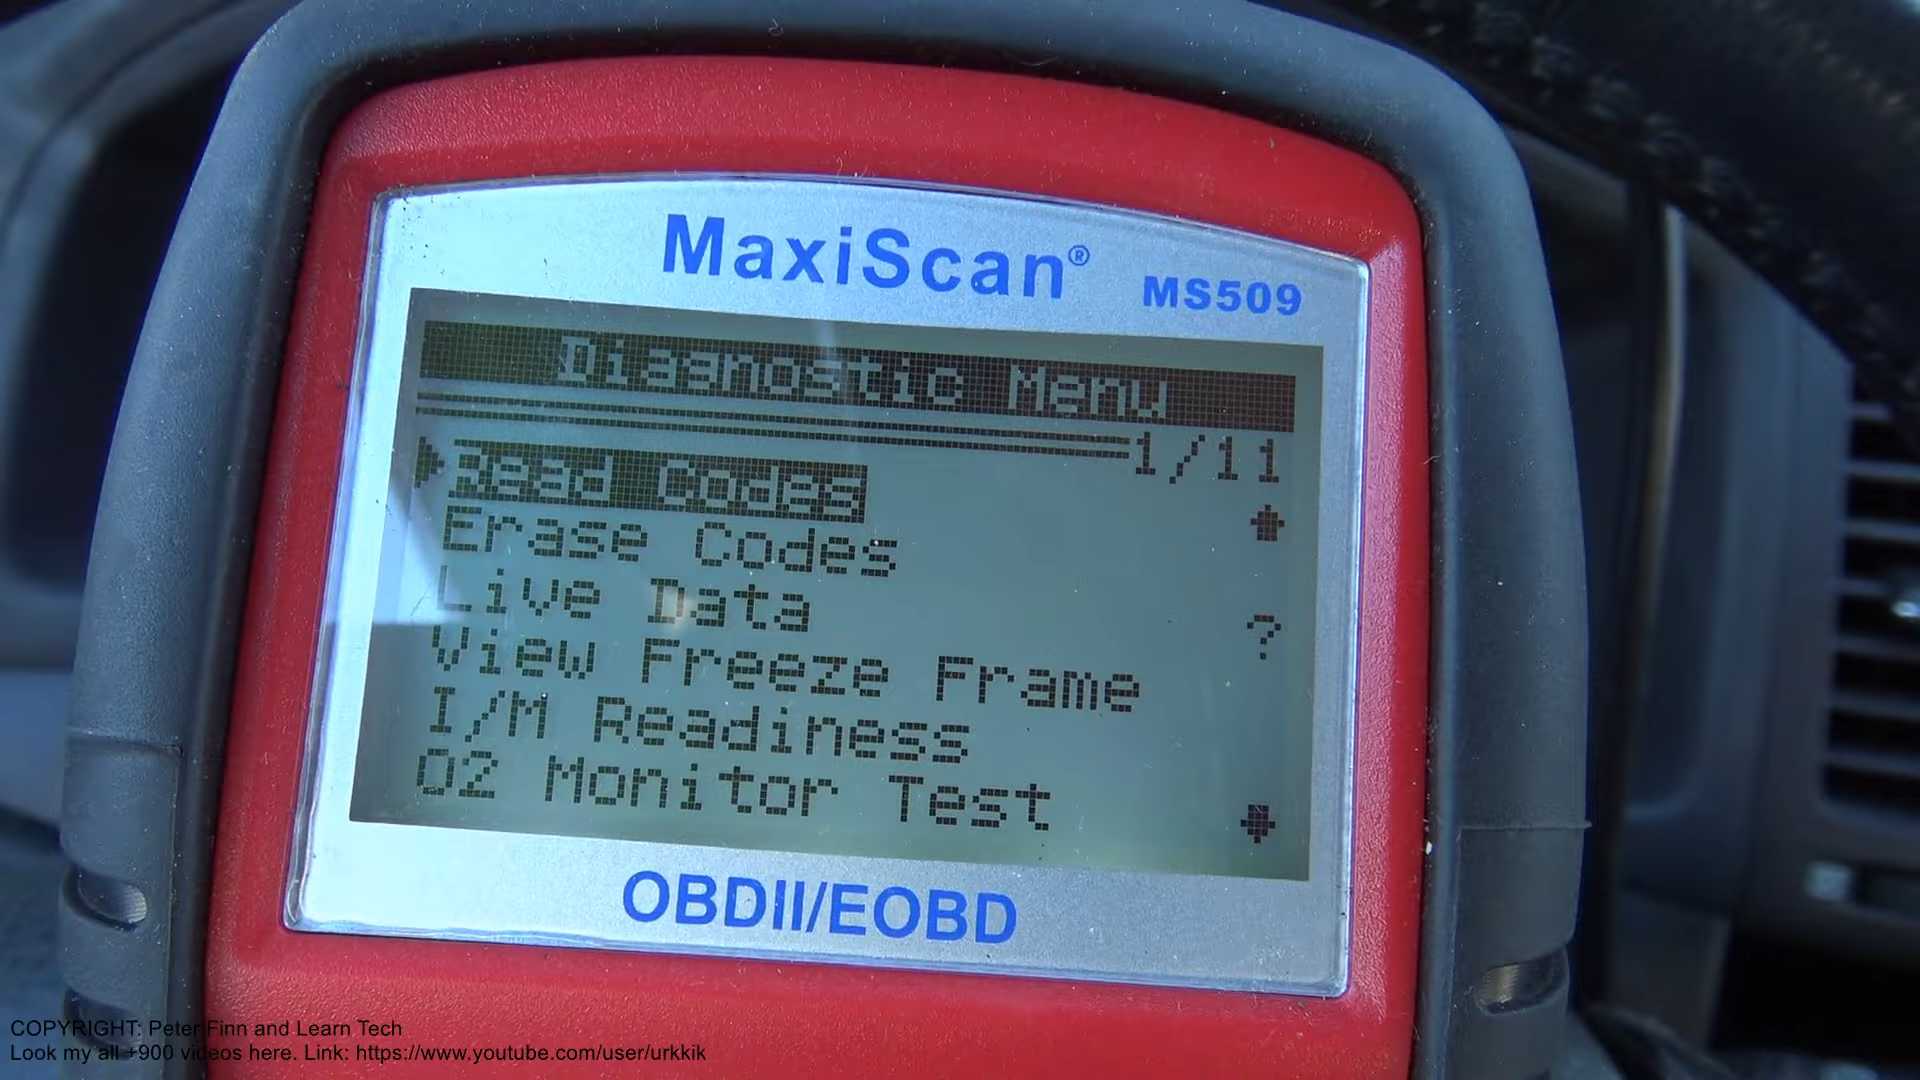 MaxiScan® MS509
Diagnostic Menu
1/11
Read Codes
Erase Codes
Live Data
?
View Freeze Frame
I/M Readiness
O2 Monitor Test
OBDII/EOBD
COPYRIGHT: Peter Finn and Learn Tech
Look my all +900 videos here. Link: https://www.youtube.com/user/urkkik